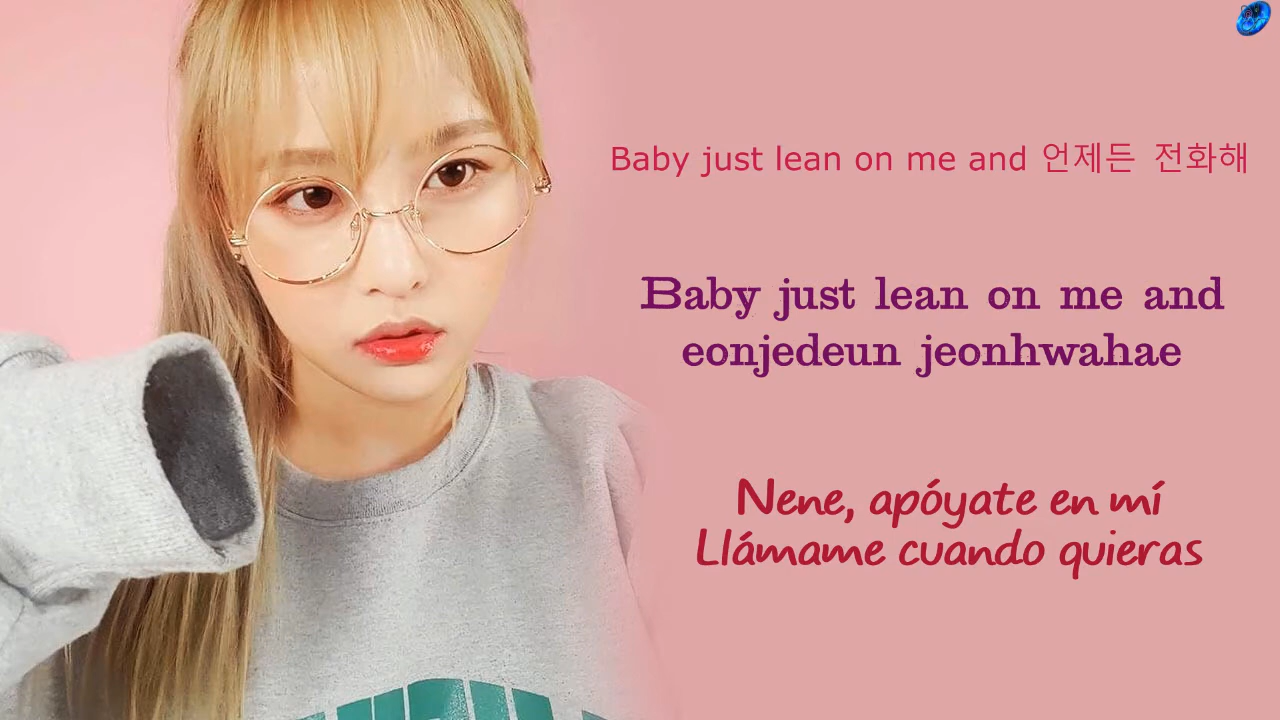 Baby just lean on me and 언제든 전화해
Baby just lean on me and
eonjedeun jeonhwahae
Nene, apóyate en mí
Llámame cuando quieras